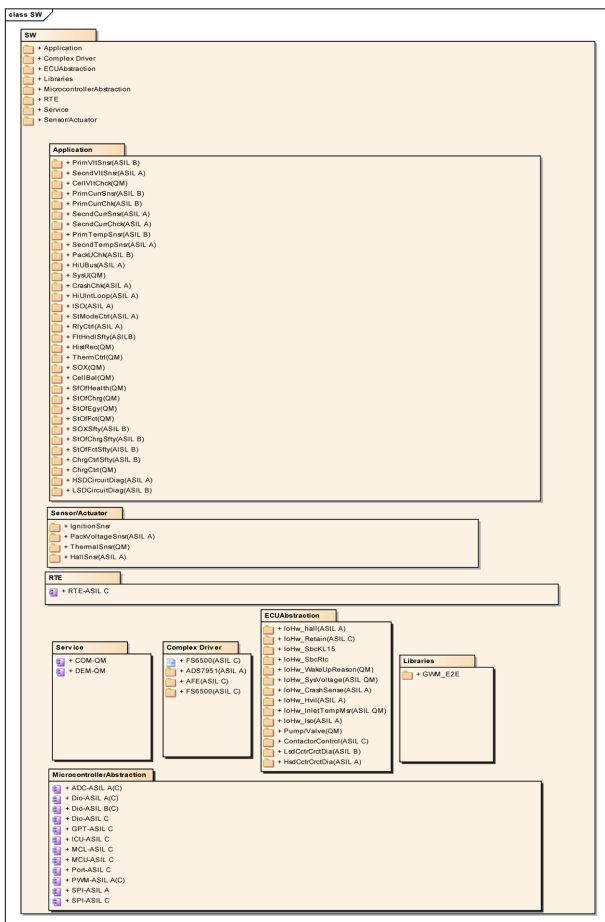 class SW
SW
+ Application
+ Complex Driver
+ ECUAbstraction
+ Libraries
+ MicrocontrollerAbstraction
+ RTE
+ Service
+ Sensor/Actuator
Application
+ PrimVltSnsr(ASIL B)
+ SecndVltSnsr(ASIL A)
+ CellVltChck(QM)
+ PrimCurrSnsr(ASIL B)
+ PrimCurrChk(ASIL B)
+ SecndCurrSnsr(ASIL A)
+ SecndCurrChck(ASIL A)
+ PrimTempSnsr(ASIL B)
+ SecndTempSnsr(ASIL A)
+ PackUChk(ASIL B)
+ HiUBus(ASIL A)
+ SysU(QM)
+ CrashChk(ASIL A)
+ HiUIntLoop(ASIL A)
+ ISO(ASIL A)
+ StModeCtrl(ASIL A)
+ RlyCtrl(ASIL A)
+ FltHndlSfty(ASILB)
+ HistRec(QM)
+ ThermCtrl(QM)
+ SOX(QM)
+ CellBal(QM)
+ SfOfHealth(QM)
+ StOfChrg(QM)
+ StOfEgy(QM)
+ StOfFct(QM)
+ SOXSfty(ASIL B)
+ StOfChrgSfty(ASIL B)
+ StOfFctSfty(AISL B)
+ ChrgCtrlSfty(ASIL B)
+ ChrgCtrl(QM)
+ HSDCircuitDiag(ASIL A)
+ LSDCircuitDiag(ASIL B)
Sensor/Actuator
+ IgnitionSnsr
+ PackVoltageSnsr(ASIL A)
+ ThermalSnsr(QM)
+ HallSnsr(ASIL A)
RTE
+ RTE-ASIL C
Service
+ COM-QM
+ DEM-QM
Complex Driver
+ FS6500(ASIL C)
+ ADS7951(ASIL A)
+ AFE(ASIL C)
+ FS6500(ASIL C)
ECUAbstraction
+ IoHw_hall(ASIL A)
+ IoHw_Retain(ASIL C)
+ IoHw_SbcKL15
+ IoHw_SbcRtc
+ IoHw_WakeUpReason(QM)
+ IoHw_SysVoltage(ASIL QM)
+ IoHw_CrashSense(ASIL A)
+ IoHw_Hvil(ASIL A)
+ IoHw_InletTempMsr(ASIL QM)
+ IoHw_Iso(ASIL A)
+ Pump/Valve(QM)
+ ContactorControl(ASIL C)
+ LsdCctrCrctDia(ASIL B)
+ HsdCctrCrctDia(ASIL A)
Libraries
+ GWM_E2E
MicrocontrollerAbstraction
+ ADC-ASIL A(C)
+ Dio-ASIL A(C)
+ Dio-ASIL B(C)
+ Dio-ASIL C
+ GPT-ASIL C
+ ICU-ASIL C
+ MCL-ASIL C
+ MCU-ASIL C
+ Port-ASIL C
+ PWM-ASIL A(C)
+ SPI-ASIL A
+ SPI-ASIL C